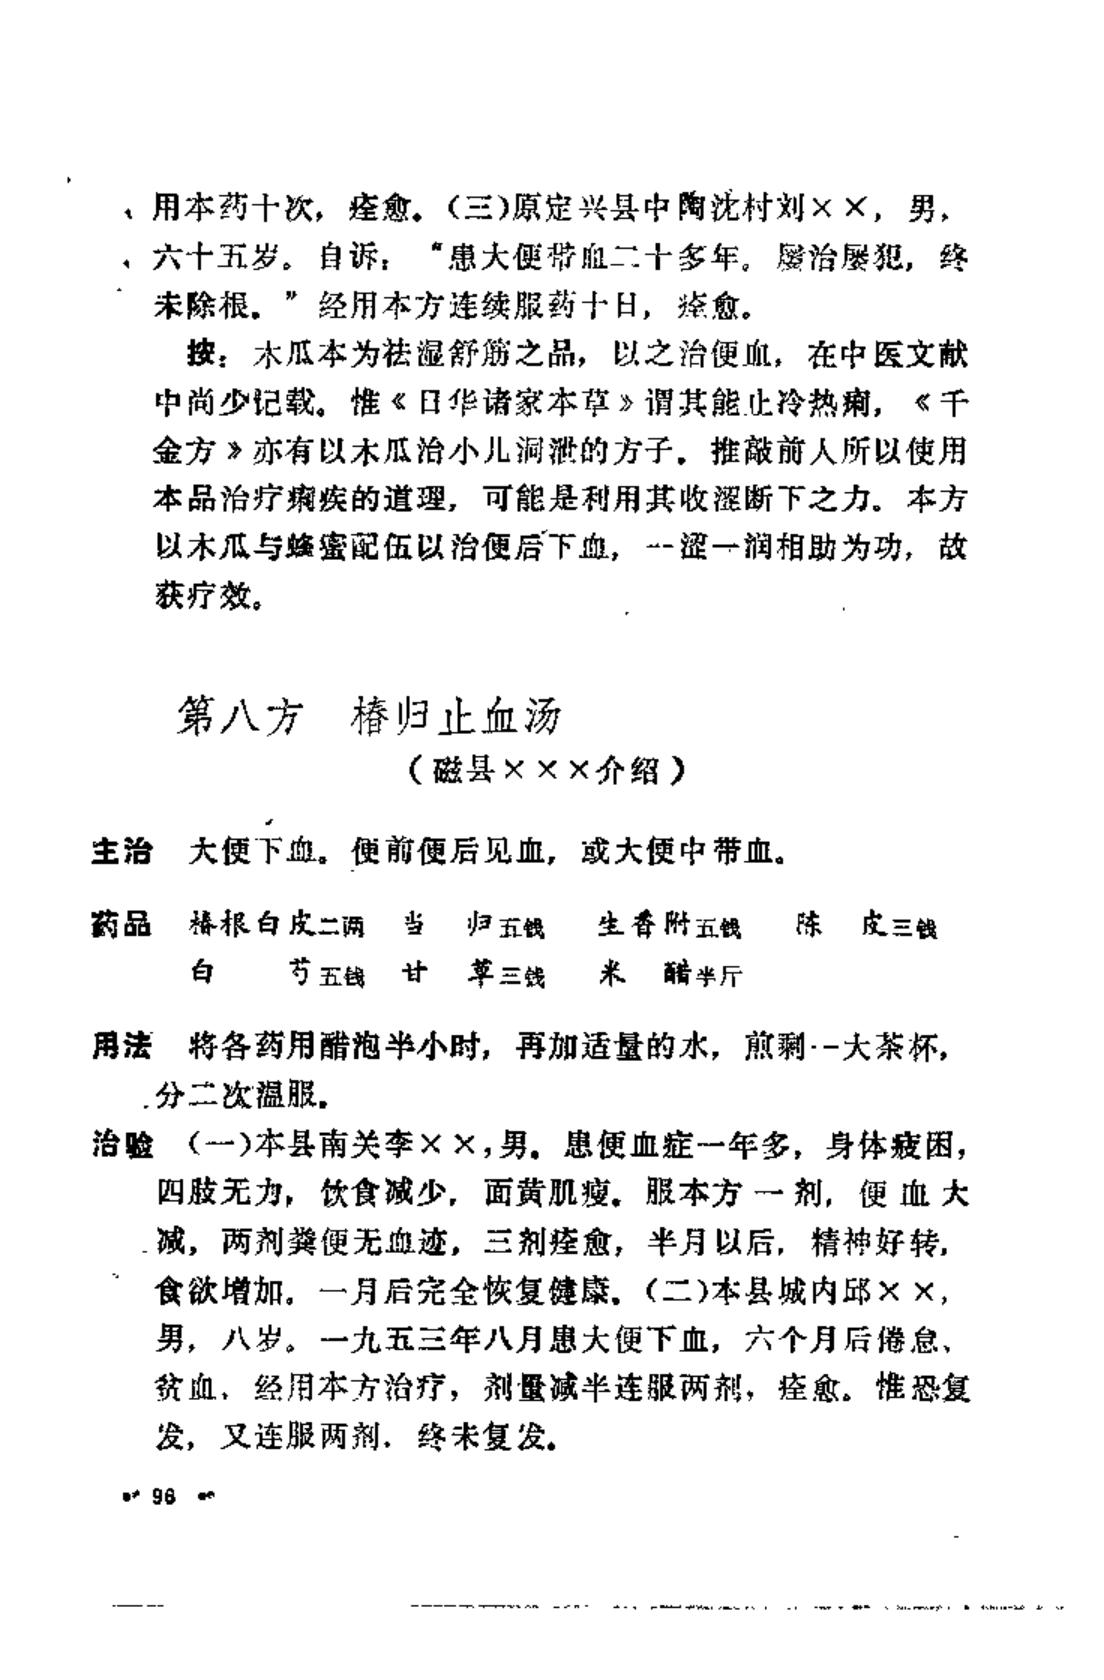 用本药十次，痊愈。（三）原定兴县中陶沈村刘××，男，
六十五岁。自诉：“患大便带血二十多年。屡治屡犯，终
未除根。”经用本方连续服药十日，痊愈。
按：木瓜本为祛湿舒筋之品，以之治便血，在中医文献
中尚少记载。惟《日华诸家本草》谓其能止冷热痢，《千
金方》亦有以木瓜治小儿洞泄的方子。推敲前人所以使用
本品治疗痢疾的道理，可能是利用其收涩断下之力。本方
以木瓜与蜂蜜配伍以治便后下血，一涩一润相助为功，故
获疗效。
第八方 椿归止血汤
（磁县×××介绍）
主治 大便下血。便前便后见血，或大便中带血。
药品 椿根白皮二两 当 归五钱 生香附五钱 陈 皮三钱
白 芍五钱 甘 草三钱 米 醋半斤
用法 将各药用醋泡半小时，再加适量的水，煎剩一大茶杯，
分二次温服。
治验 （一）本县南关李××，男。患便血症一年多，身体疲困，
四肢无力，饮食减少，面黄肌瘦。服本方一剂，便血大
减，两剂粪便无血迹，三剂痊愈，半月以后，精神好转，
食欲增加。一月后完全恢复健康。（二）本县城内邱××，
男，八岁。一九五三年八月患大便下血，六个月后倦怠、
贫血、经用本方治疗，剂量减半连服两剂，痊愈。惟恐复
发，又连服两剂，终未复发。
96